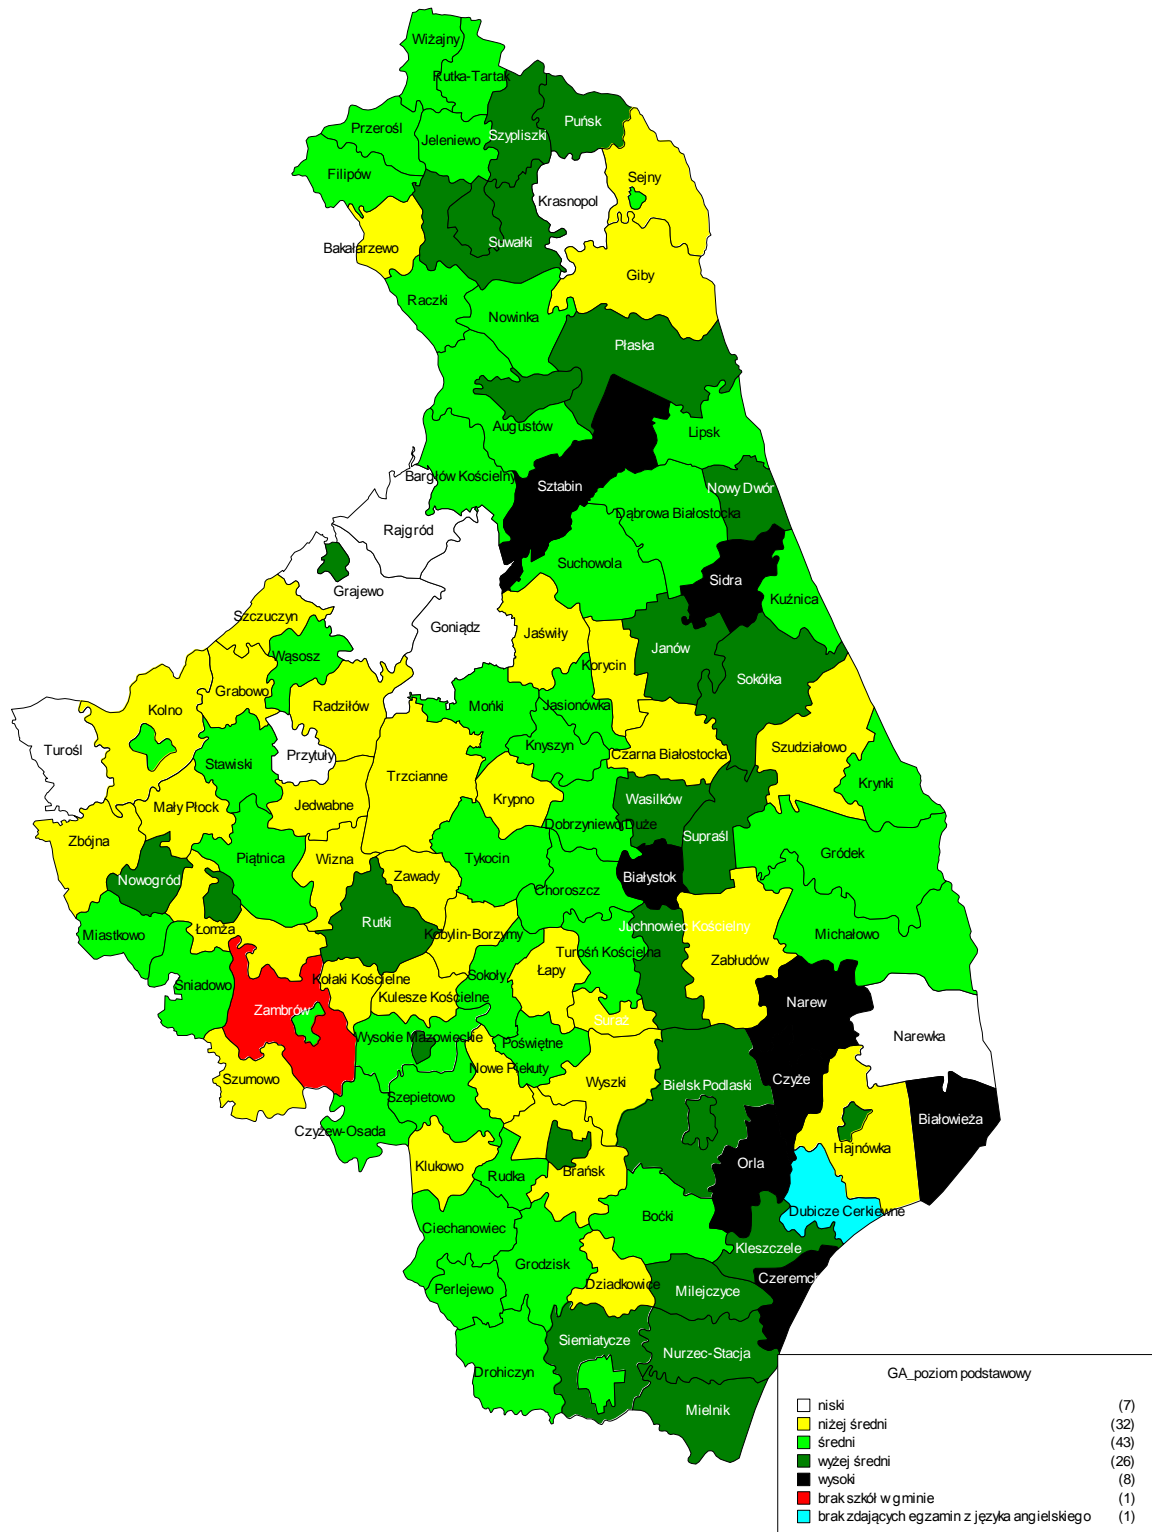 Wiżajny
Rutka-Tartak
Szypliszki
Puńsk
Przerośl
Jeleniewo
Filipów
Sejny
Krasnopol
Bakałarzewo
Suwałki
Giby
Raczki
Nowinka
Płaska
Augustów
Lipsk
Bargłów Kościelny
Sztabin
Nowy Dwór
Dąbrowa Białostocka
Rajgród
Suchowola
Sidra
Grajewo
Kuźnica
Szczuczyn
Goniądz
Jaświły
Janów
Wąsosz
Korycin
Sokółka
Grabowo
Radziłów
Kolno
Mońki
Jasionówka
Turośl
Przytuły
Knyszyn
Czarna Białostocka
Szudziałowo
Stawiski
Trzcianne
Krynki
Mały Płock
Jedwabne
Krypno
Wasilków
Dobrzyniewo Duże
Supraśl
Zbójna
Piątnica
Wizna
Tykocin
Gródek
Nowogród
Zawady
Choroszcz
Białystok
Miastkowo
Łomża
Rutki
Kobylin-Borzymy
Juchnowiec Kościelny
Michałowo
Turośń Kościelna
Zabłudów
Śniadowo
Kołaki Kościelne
Sokoły
Łapy
Kulesze Kościelne
Narew
Zambrów
Suraż
Narewka
Wysokie Mazowieckie
Poświętne
Szumowo
Nowe Piekuty
Wyszki
Bielsk Podlaski
Czyże
Szepietowo
Białowieża
Czyżew-Osada
Hajnówka
Klukowo
Rudka
Brańsk
Orla
Ciechanowiec
Boćki
Dubicze Cerkiewne
Grodzisk
Kleszczele
Perlejewo
Dziadkowice
Milejczyce
Czeremch
Siemiatycze
Nurzec-Stacja
Drohiczyn
Mielnik
GA_poziom podstawowy
niski (7)
niżej średni (32)
średni (43)
wyżej średni (26)
wysoki (8)
brak szkół w gminie (1)
brak zdających egzamin z języka angielskiego (1)